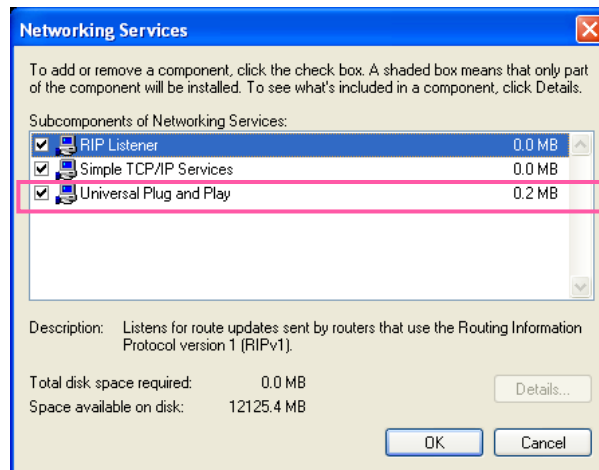 Networking Services
To add or remove a component, click the check box. A shaded box means that only part
of the component will be installed. To see what's included in a component, click Details.
Subcomponents of Networking Services:
RIP Listener 0.0 MB
Simple TCP/IP Services 0.0 MB
Universal Plug and Play 0.2 MB
Description: Listens for route updates sent by routers that use the Routing Information
Protocol version 1 (RIPv1).
Total disk space required: 0.0 MB
Details...
Space available on disk: 12125.4 MB
OK Cancel